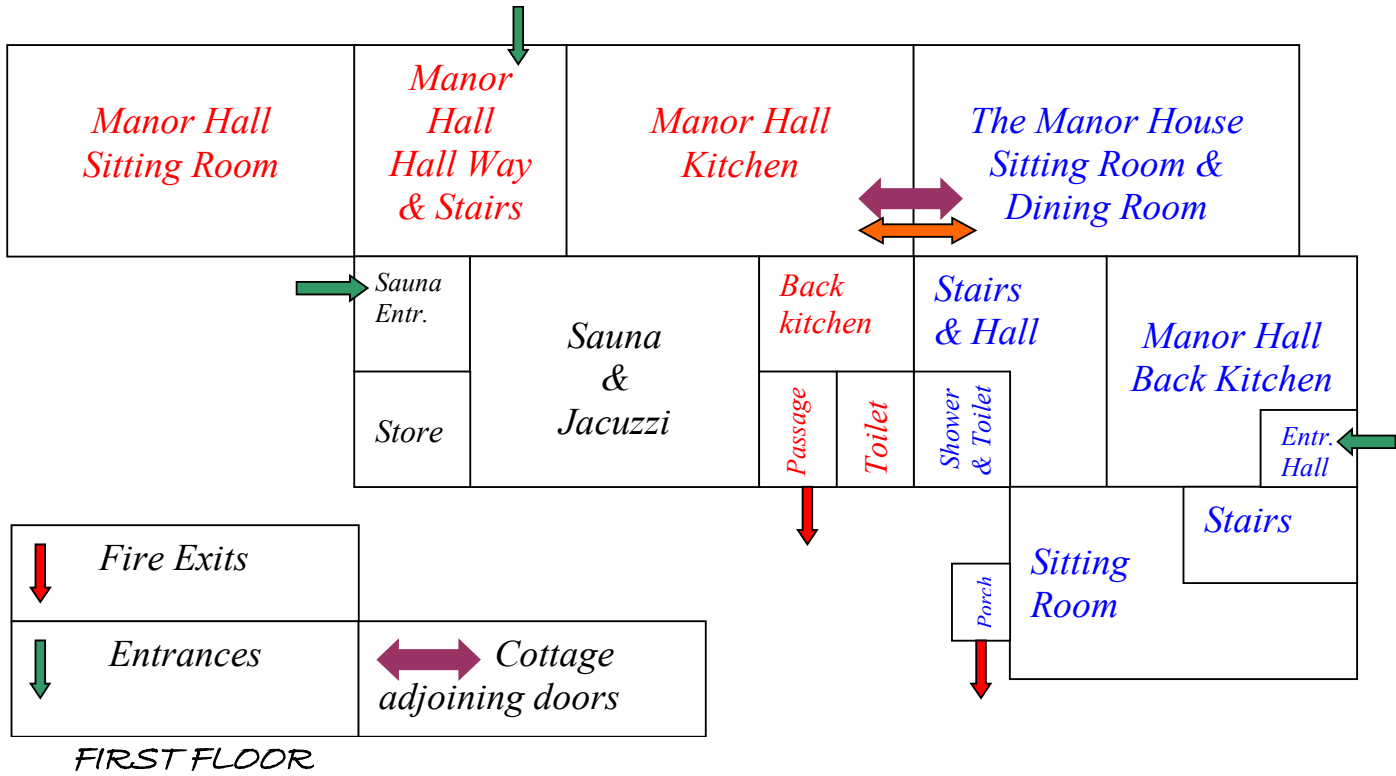 Manor Hall
Sitting Room
Manor
Hall
Hall Way
& Stairs
Manor Hall
Kitchen
The Manor House
Sitting Room &
Dining Room
Sauna
Entr.
Store
Sauna
&
Jacuzzi
Back
kitchen
Passage
Toilet
Stairs
& Hall
Shower
& Toilet
Manor Hall
Back Kitchen
Entr.
Hall
Stairs
Sitting
Room
Porch
Fire Exits
Entrances
Cottage
adjoining doors
FIRST FLOOR